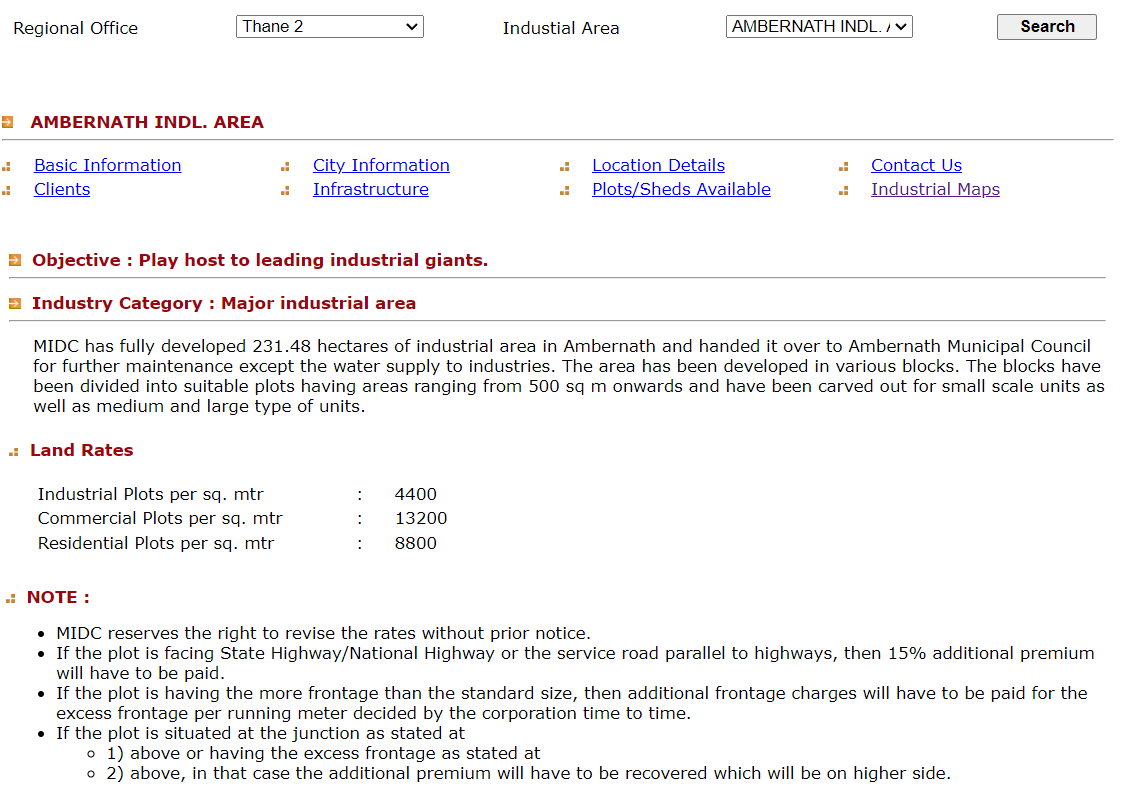 Regional Office Thane 2 Industial Area AMBERNATH INDL. Search
AMBERNATH INDL. AREA
Basic Information City Information Location Details Contact Us
Clients Infrastructure Plots/Sheds Available Industrial Maps
Objective : Play host to leading industrial giants.
Industry Category : Major industrial area
MIDC has fully developed 231.48 hectares of industrial area in Ambernath and handed it over to Ambernath Municipal Council
for further maintenance except the water supply to industries. The area has been developed in various blocks. The blocks have
been divided into suitable plots having areas ranging from 500 sq m onwards and have been carved out for small scale units as
well as medium and large type of units.
Land Rates
Industrial Plots per sq. mtr : 4400
Commercial Plots per sq. mtr : 13200
Residential Plots per sq. mtr : 8800
NOTE :
• MIDC reserves the right to revise the rates without prior notice.
• If the plot is facing State Highway/National Highway or the service road parallel to highways, then 15% additional premium
will have to be paid.
• If the plot is having the more frontage than the standard size, then additional frontage charges will have to be paid for the
excess frontage per running meter decided by the corporation time to time.
• If the plot is situated at the junction as stated at
◦ 1) above or having the excess frontage as stated at
◦ 2) above, in that case the additional premium will have to be recovered which will be on higher side.